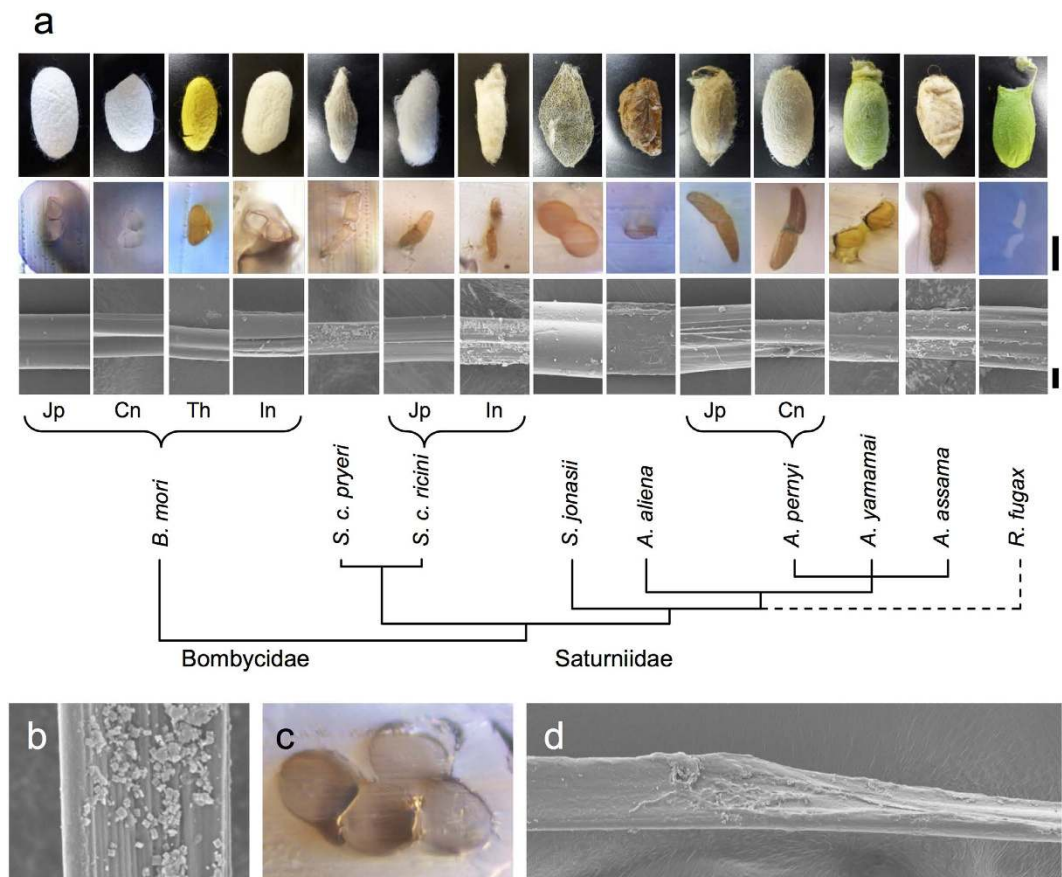 a
Jp Cn Th In Jp In Jp Cn
B. mori S. c. pryeri S. c. ricini S. jonasii A. aliena A. pernyi A. yamamai A. assama R. fugax
Bombycidae Saturniidae
b c d